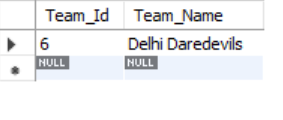 Team_Id Team_Name
6 Delhi Daredevils
NULL NULL